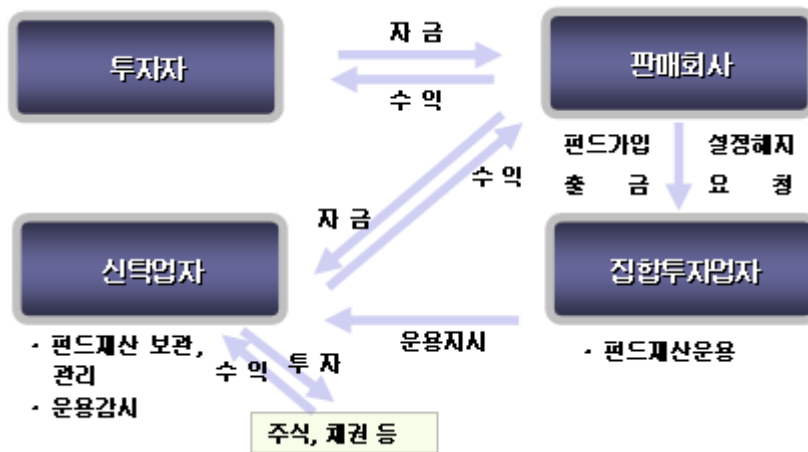 투자자
자 금
수 익
판매회사
펀드가입 설정해지
출 금 요 청
수 익
자 금
신탁업자
집합투자업자
운용지시
· 펀드재산 보관,
관리
· 운용감시
· 펀드재산운용
수 익
투 자
주식, 채권 등